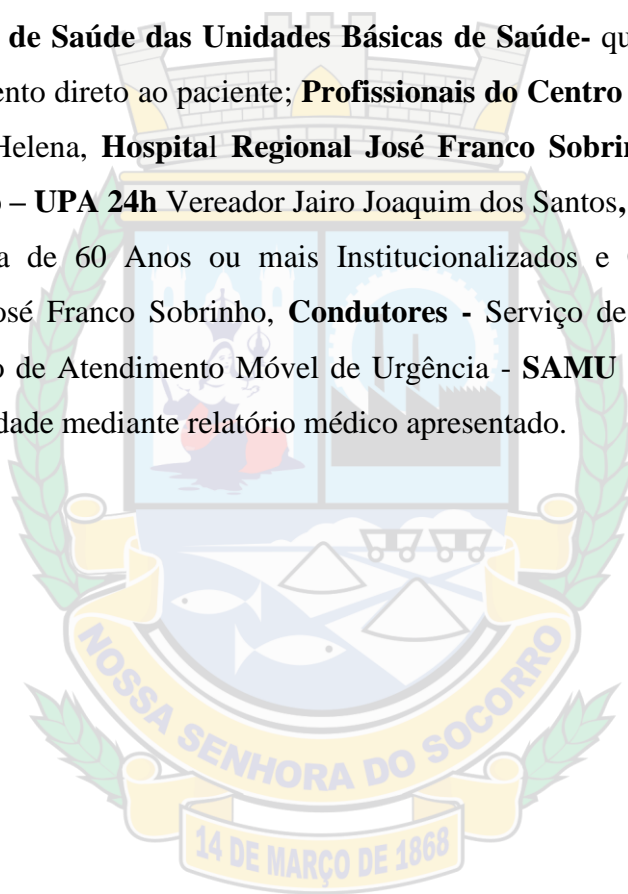 de Saúde das Unidades Básicas de Saúde- qu
ento direto ao paciente; Profissionais do Centro
Helena, Hospital Regional José Franco Sobrin
– UPA 24h Vereador Jairo Joaquim dos Santos,
a de 60 Anos ou mais Institucionalizados e
osé Franco Sobrinho, Condutores - Serviço de
o de Atendimento Móvel de Urgência - SAMU
dade mediante relatório médico apresentado.
NOSSA SENHORA DO SOCORRO
14 DE MARÇO DE 1868